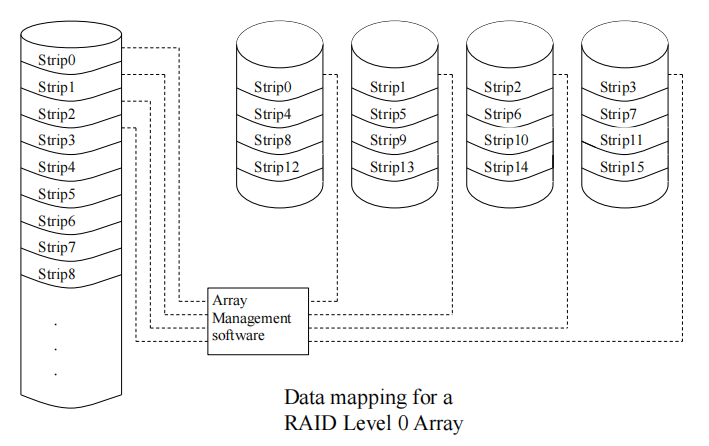 Strip0
Strip1
Strip2
Strip3
Strip4
Strip5
Strip6
Strip7
Strip8
.
.
.
Strip0
Strip4
Strip8
Strip12
Strip1
Strip5
Strip9
Strip13
Strip2
Strip6
Strip10
Strip14
Strip3
Strip7
Strip11
Strip15
Array
Management
software
Data mapping for a
RAID Level 0 Array